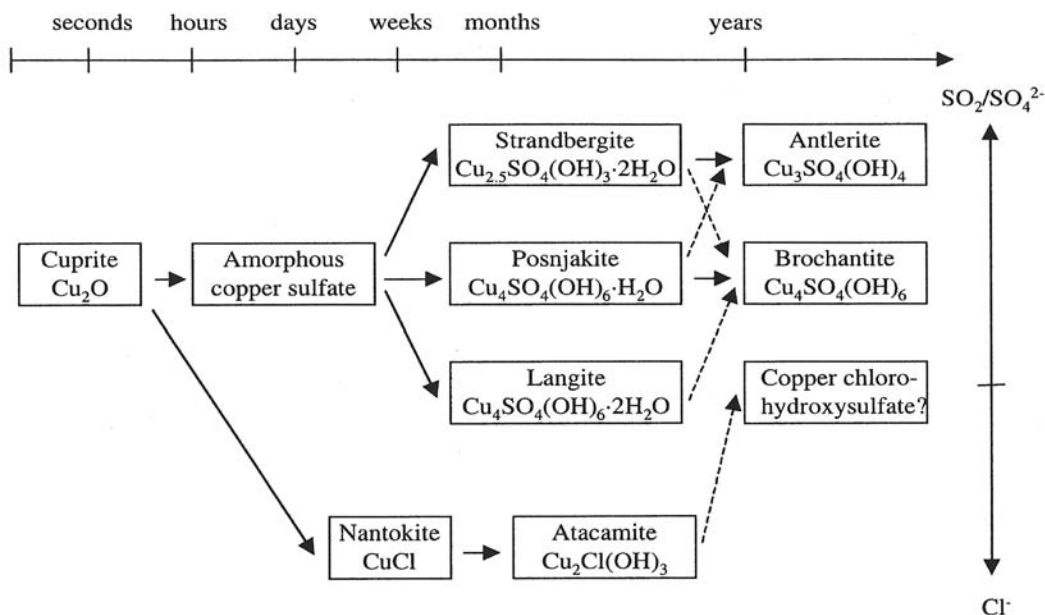 seconds hours days weeks months years
SO₂/SO₄²⁻
Strandbergite
Cu₂.₅SO₄(OH)₃·2H₂O
Antlerite
Cu₃SO₄(OH)₄
Cuprite
Cu₂O
Amorphous
copper sulfate
Posnjakite
Cu₄SO₄(OH)₆·H₂O
Brochantite
Cu₄SO₄(OH)₆
Langite
Cu₄SO₄(OH)₆·2H₂O
Copper chloro-
hydroxysulfate?
Nantokite
CuCl
Atacamite
Cu₂Cl(OH)₃
Cl⁻